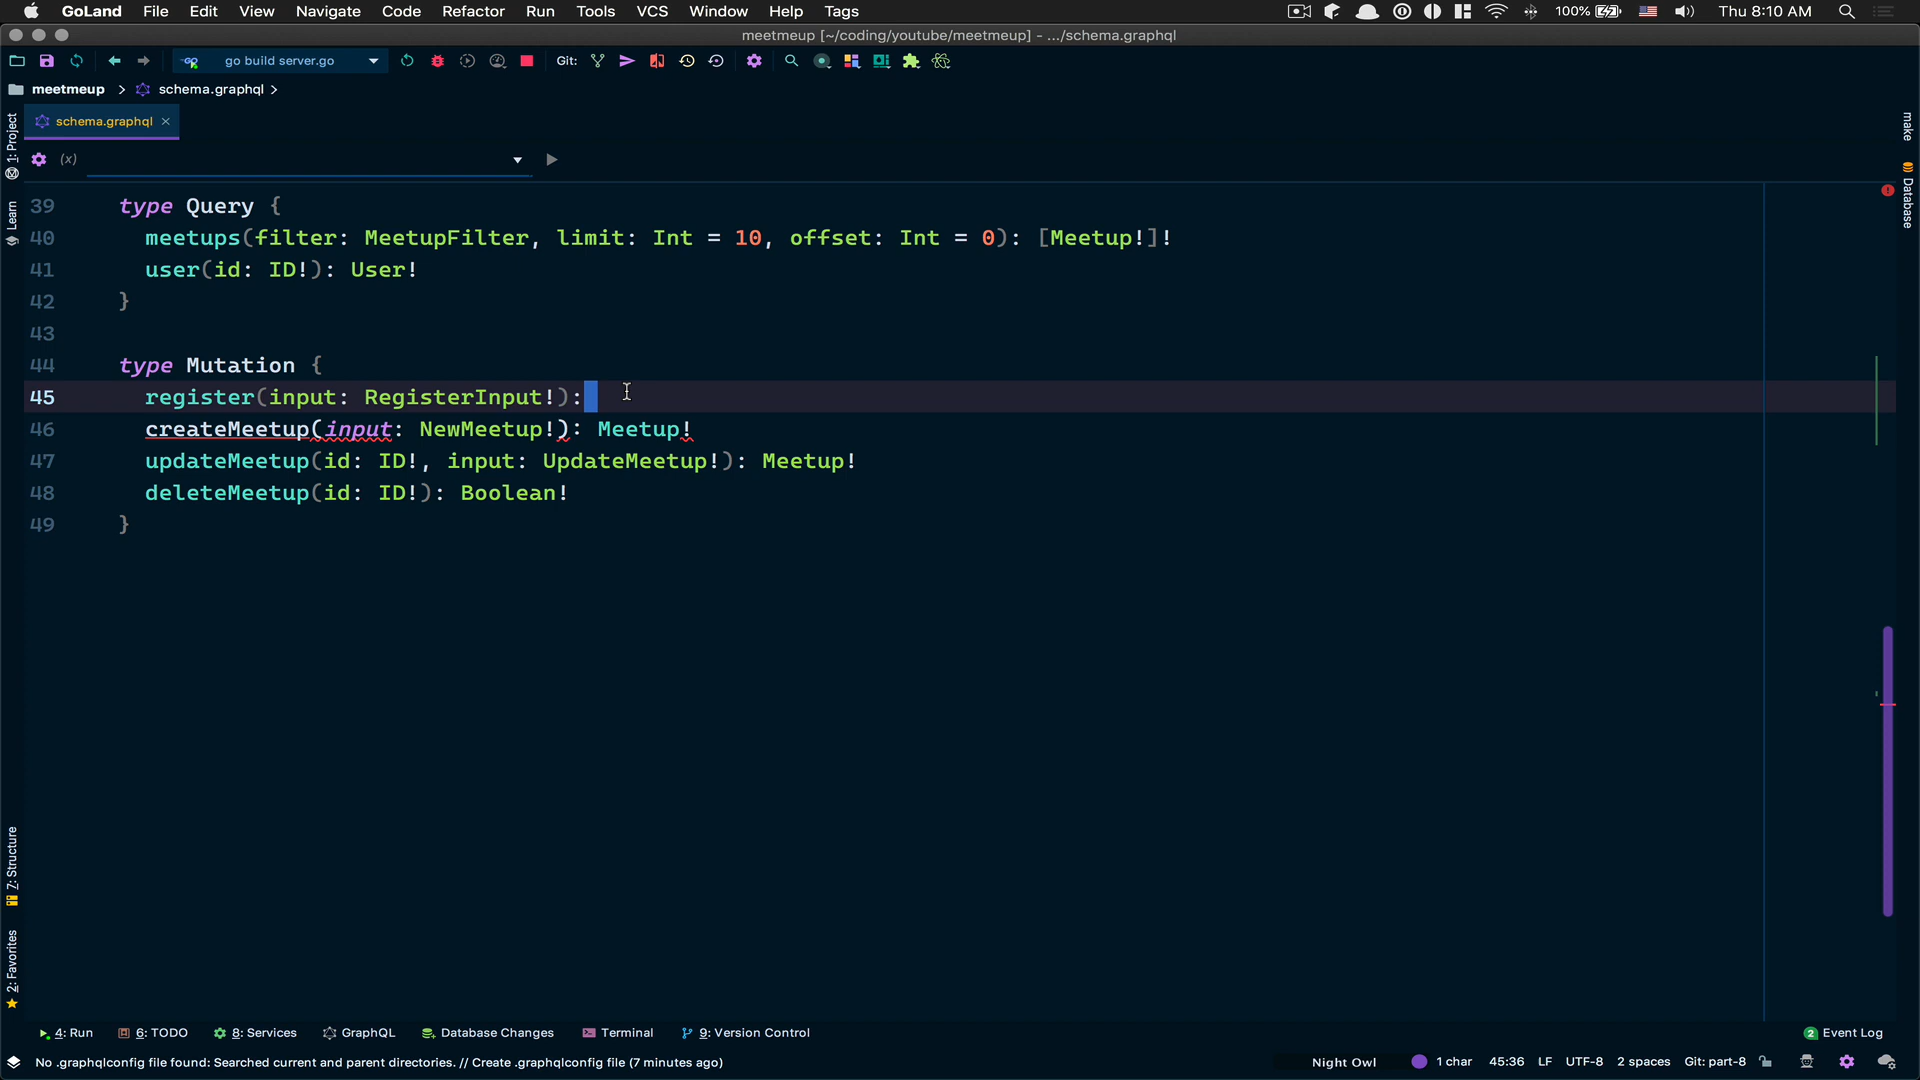 GoLand File Edit View Navigate Code Refactor Run Tools VCS Window Help Tags 100% Thu 8:10 AM
meetmeup [~/coding/youtube/meetmeup] - .../schema.graphql
go build server.go Git:
meetmeup > schema.graphql >
schema.graphql ×
(x)
1: Project
Learn
7: Structure
2: Favorites
make
Database
39 type Query {
40 meetups(filter: MeetupFilter, limit: Int = 10, offset: Int = 0): [Meetup!]!
41 user(id: ID!): User!
42 }
43
44 type Mutation {
45 register(input: RegisterInput!):
46 createMeetup(input: NewMeetup!): Meetup!
47 updateMeetup(id: ID!, input: UpdateMeetup!): Meetup!
48 deleteMeetup(id: ID!): Boolean!
49 }
4: Run 6: TODO 8: Services GraphQL Database Changes Terminal 9: Version Control 2 Event Log
No .graphqlconfig file found: Searched current and parent directories. // Create .graphqlconfig file (7 minutes ago) Night Owl 1 char 45:36 LF UTF-8 2 spaces Git: part-8